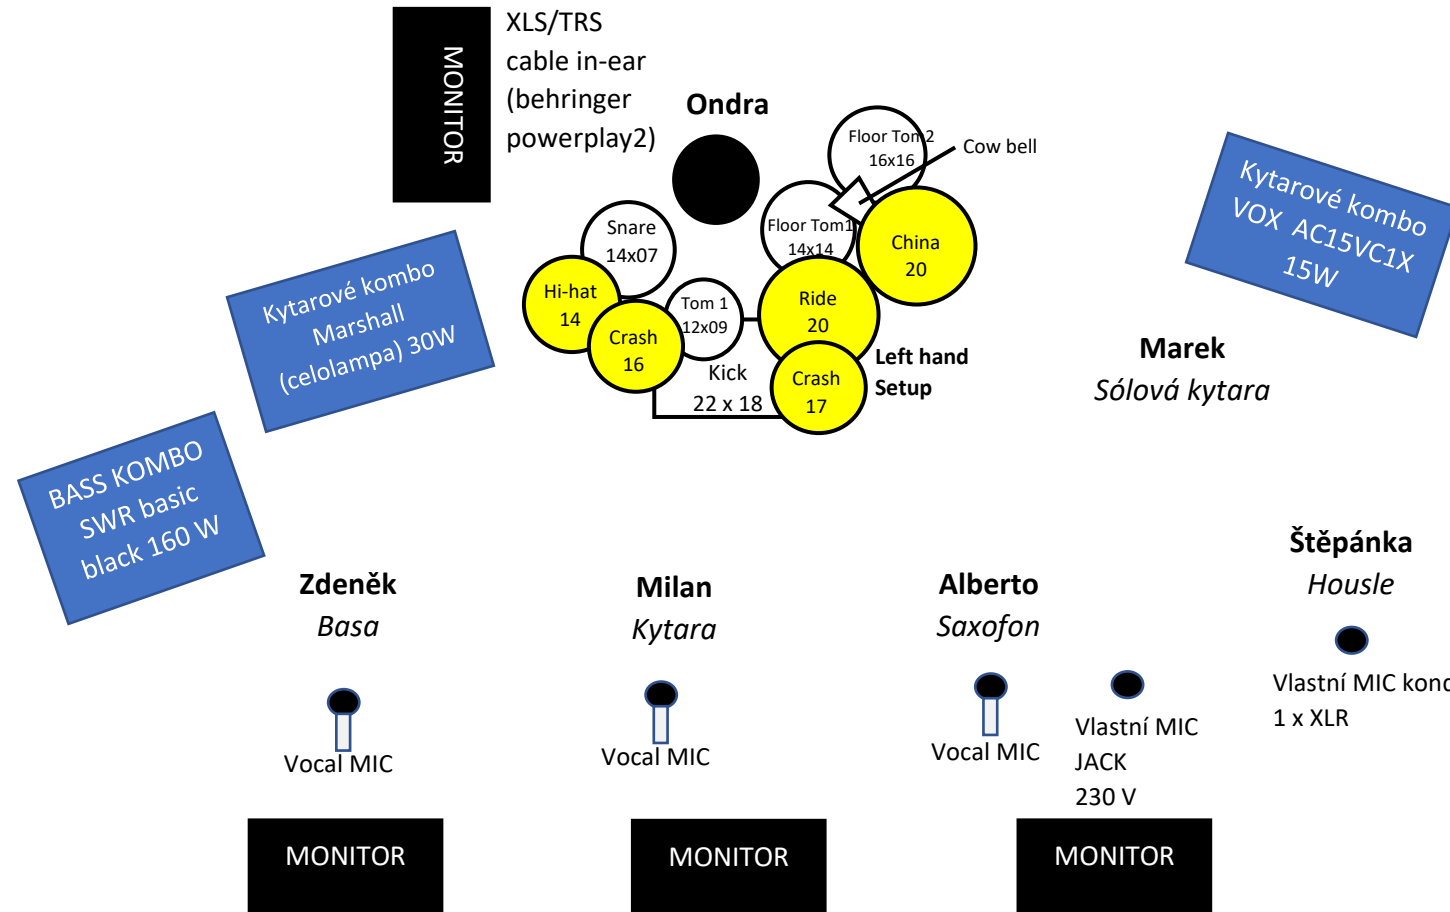 XLS/TRS
cable in-ear
(behringer
powerplay2)
MONITOR
Ondra
Floor Tom2
16x16
Cow bell
Kytarové kombo
VOX  AC15VC1X
15W
Snare
14x07
Floor Tom1
14x14
China
20
Kytarové kombo
Marshall
(celolampa) 30W
Hi-hat
14
Tom 1
12x09
Ride
20
Crash
16
Left hand
Setup
Kick
22 x 18
Crash
17
Marek
Sólová kytara
BASS KOMBO
SWR basic
black 160 W
Zdeněk
Basa
Milan
Kytara
Alberto
Saxofon
Štěpánka
Housle
Vocal MIC
Vocal MIC
Vocal MIC
Vlastní MIC
JACK
230 V
Vlastní MIC kond
1 x XLR
MONITOR
MONITOR
MONITOR